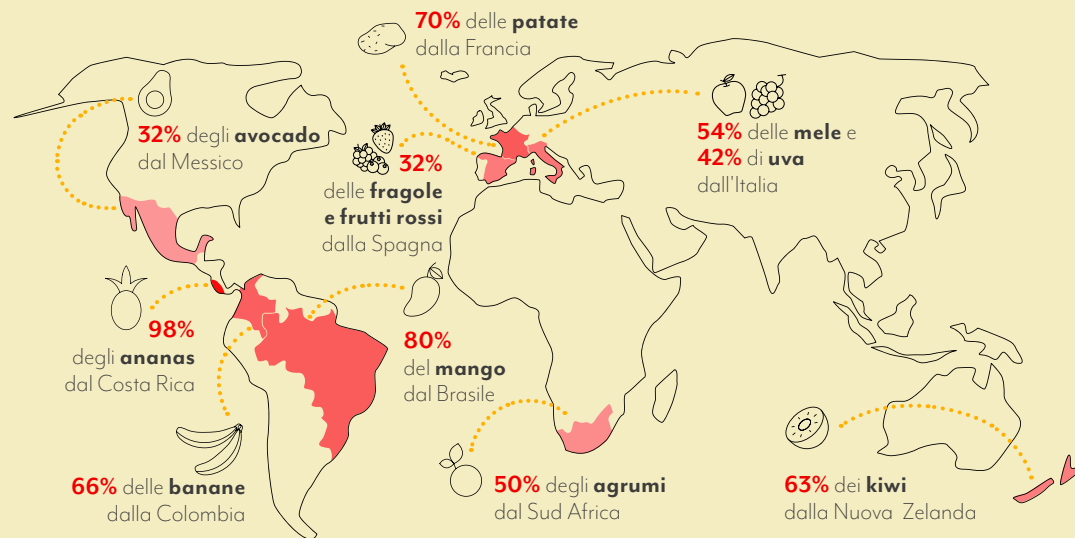 70% delle patate
dalla Francia
32% degli avocado
dal Messico
32%
delle fragole
e frutti rossi
dalla Spagna
54% delle mele e
42% di uva
dall'Italia
98%
degli ananas
dal Costa Rica
80%
del mango
dal Brasile
66% delle banane
dalla Colombia
50% degli agrumi
dal Sud Africa
63% dei kiwi
dalla Nuova Zelanda